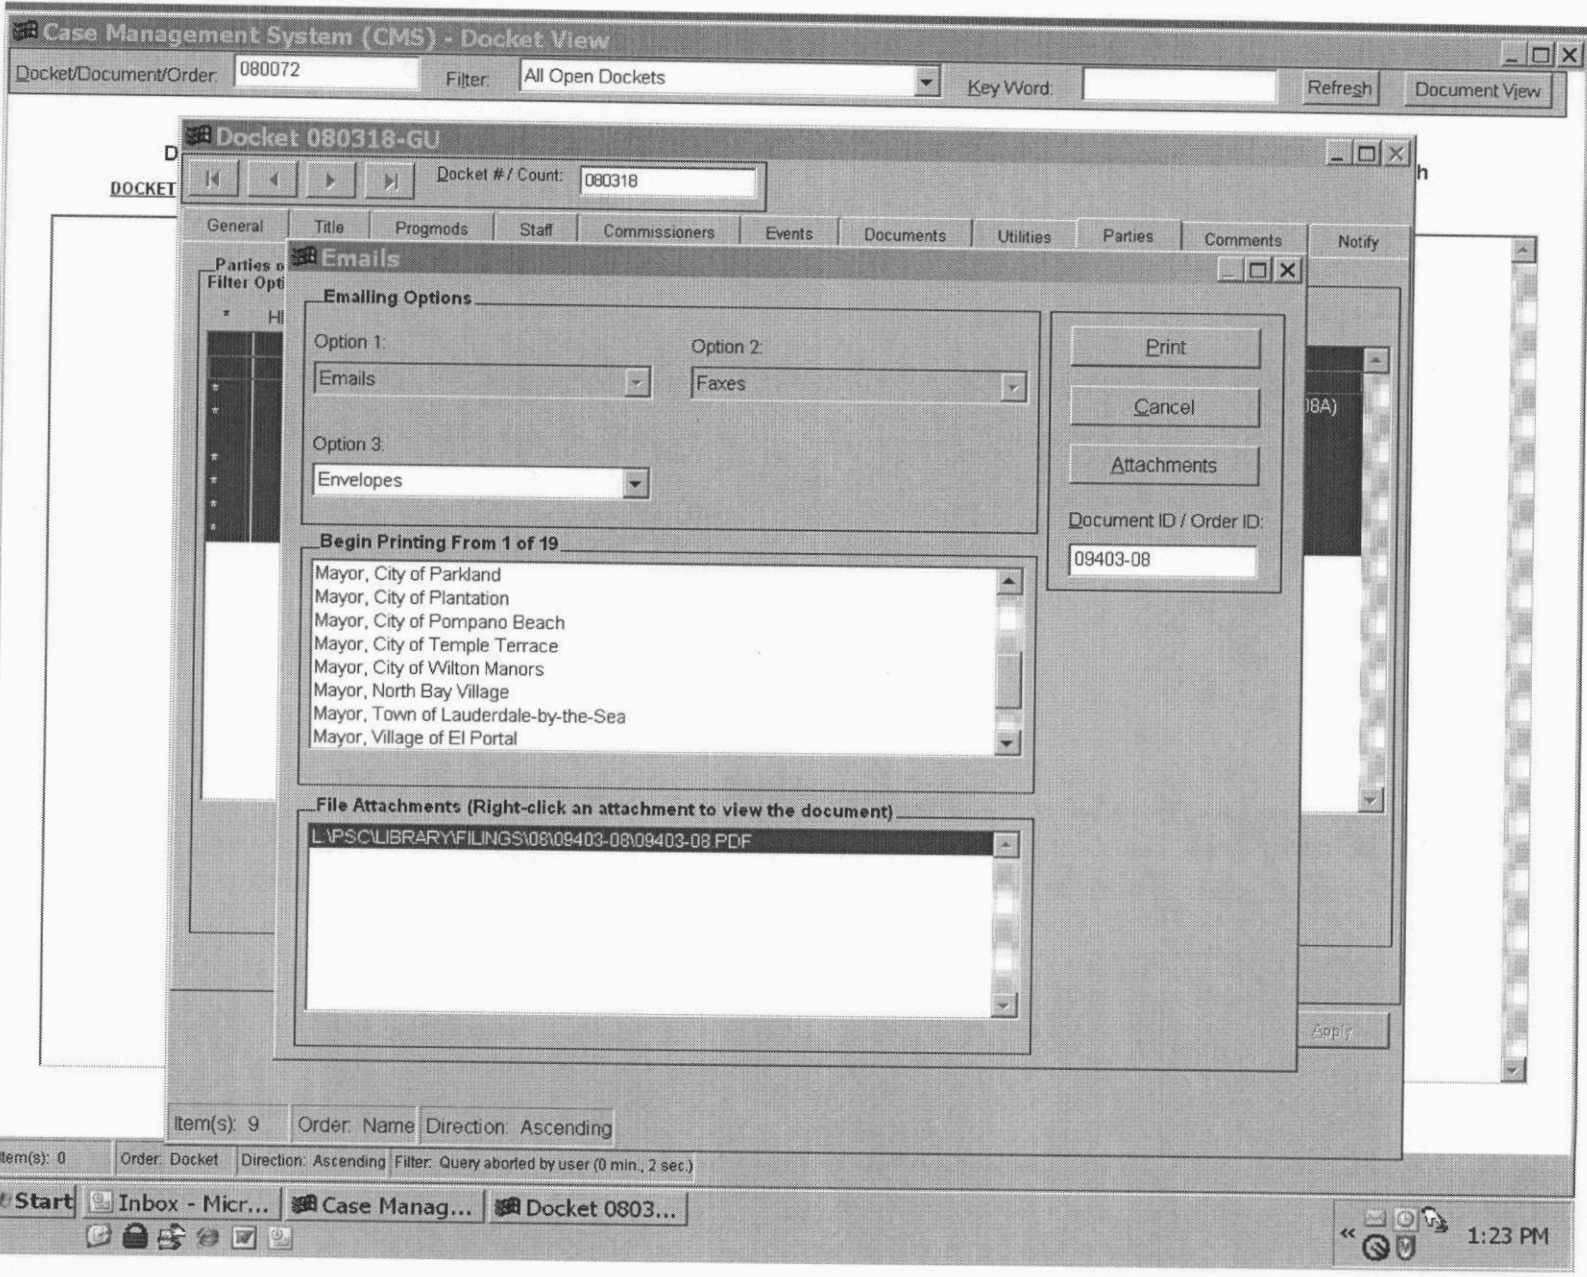 Case Management System (CMS) - Docket View
Docket/Document/Order: 080072 Filter: All Open Dockets Key Word: Refresh Document View
Docket 080318-GU
DOCKET
Docket # / Count: 080318
General Title Progmods Staff Commissioners Events Documents Utilities Parties Comments Notify
Parties
Filter
Emails
Emailing Options
Option 1: Option 2:
Emails Faxes
Option 3:
Envelopes
Print
Cancel
Attachments
Document ID / Order ID:
09403-08
08A)
Begin Printing From 1 of 19
Mayor, City of Parkland
Mayor, City of Plantation
Mayor, City of Pompano Beach
Mayor, City of Temple Terrace
Mayor, City of Wilton Manors
Mayor, North Bay Village
Mayor, Town of Lauderdale-by-the-Sea
Mayor, Village of El Portal
File Attachments (Right-click an attachment to view the document)
L:\PSC\LIBRARY\FILINGS\08\09403-08\09403-08.PDF
Apply
Item(s): 9 Order: Name Direction: Ascending
Item(s): 0 Order: Docket Direction: Ascending Filter: Query aborted by user (0 min., 2 sec.)
Start Inbox - Micr... Case Manag... Docket 0803...
« 1:23 PM